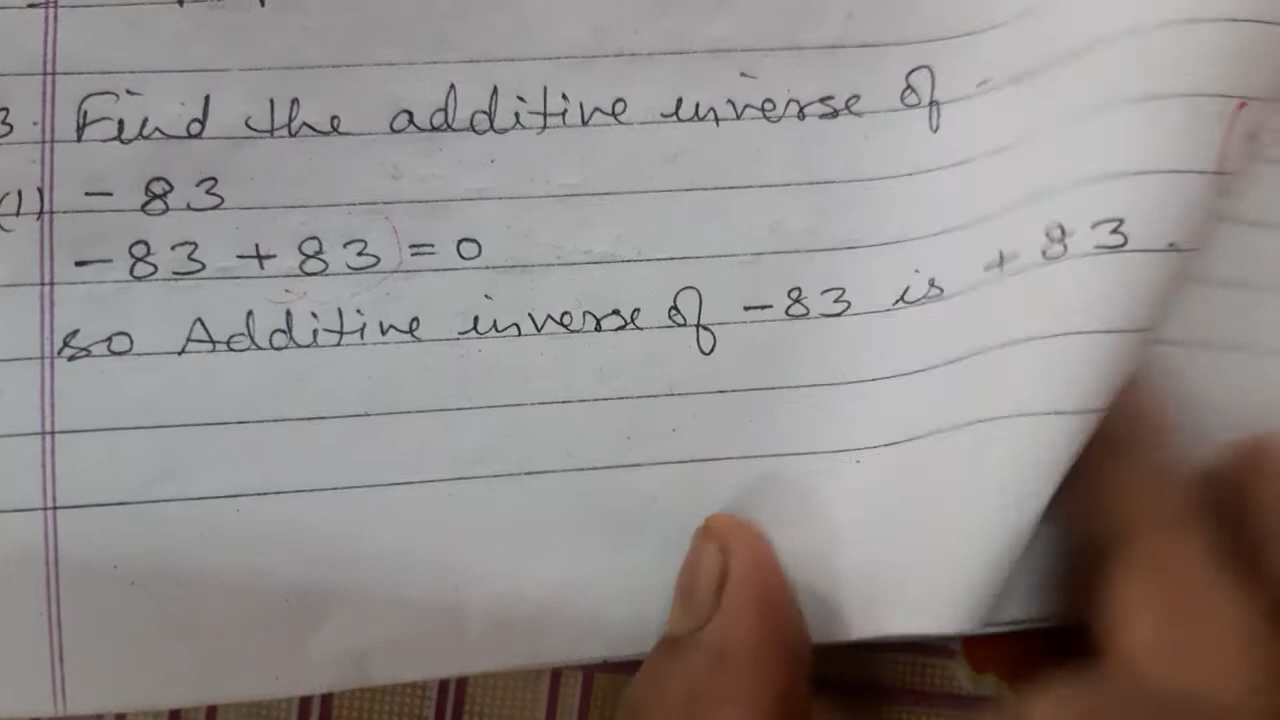 3. Find the additive inverse of -
(1) - 83
- 83 + 83 = 0
so Additive inverse of - 83 is + 83.